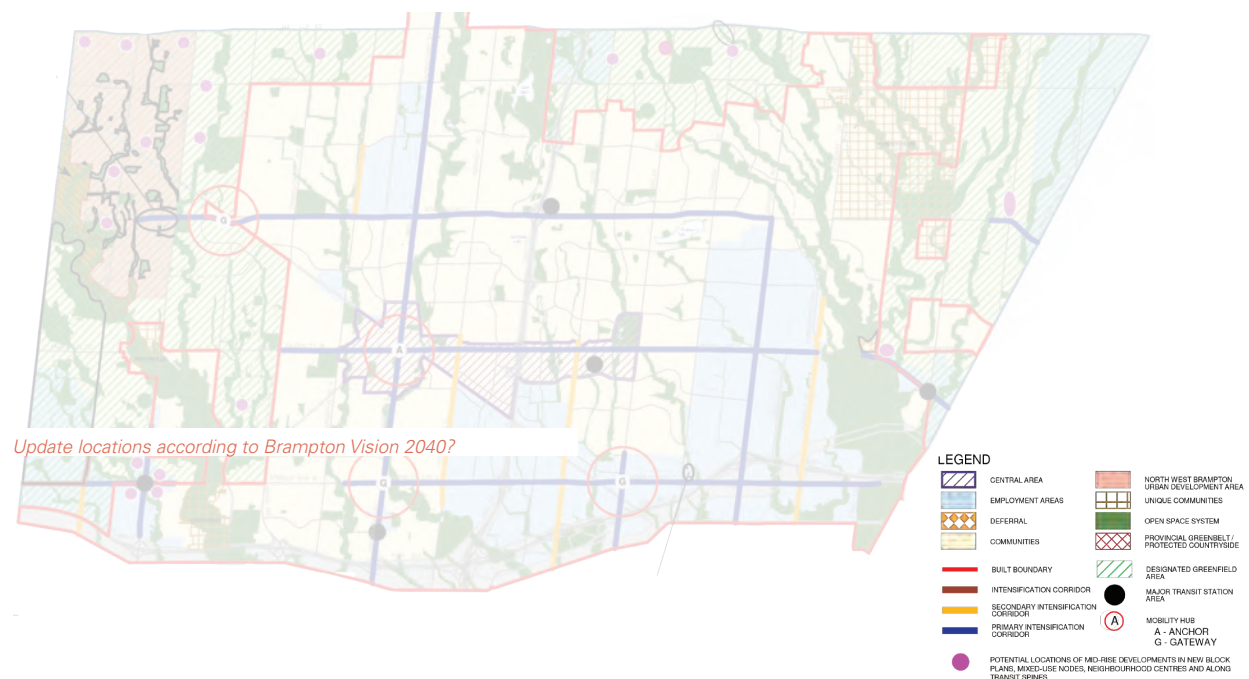 G
A
Update locations according to Brampton Vision 2040?
G
G
LEGEND
CENTRAL AREA
EMPLOYMENT AREAS
DEFERRAL
COMMUNITIES
BUILT BOUNDARY
INTENSIFICATION CORRIDOR
SECONDARY INTENSIFICATION
CORRIDOR
PRIMARY INTENSIFICATION
CORRIDOR
NORTH WEST BRAMPTON
URBAN DEVELOPMENT AREA
UNIQUE COMMUNITIES
OPEN SPACE SYSTEM
PROVINCIAL GREENBELT /
PROTECTED COUNTRYSIDE
DESIGNATED GREENFIELD
AREA
MAJOR TRANSIT STATION
AREA
A
MOBILITY HUB
A - ANCHOR
G - GATEWAY
POTENTIAL LOCATIONS OF MID-RISE DEVELOPMENTS IN NEW BLOCK
PLANS, MIXED-USE NODES, NEIGHBOURHOOD CENTRES AND ALONG
TRANSIT SPINES